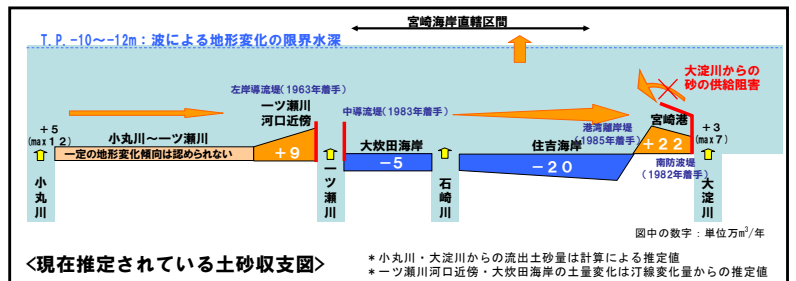 宮崎海岸直轄区間
T.P.-10～-12m：波による地形変化の限界水深
大淀川からの
砂の供給阻害
左岸導流堤(1963年着手)
一ツ瀬川
河口近傍
中導流堤(1983年着手)
宮崎港
港湾離岸堤
(1985年着手)
＋5
(max12)
小丸川～一ツ瀬川
一定の地形変化傾向は認められない
＋9
大炊田海岸
－5
住吉海岸
－20
＋22
＋3
(max7)
南防波堤
(1982年着手)
小丸川
一ツ瀬川
石崎川
大淀川
図中の数字：単位万m³/年
<現在推定されている土砂収支図>
＊小丸川・大淀川からの流出土砂量は計算による推定値
＊一ツ瀬川河口近傍・大炊田海岸の土量変化は汀線変化量からの推定値